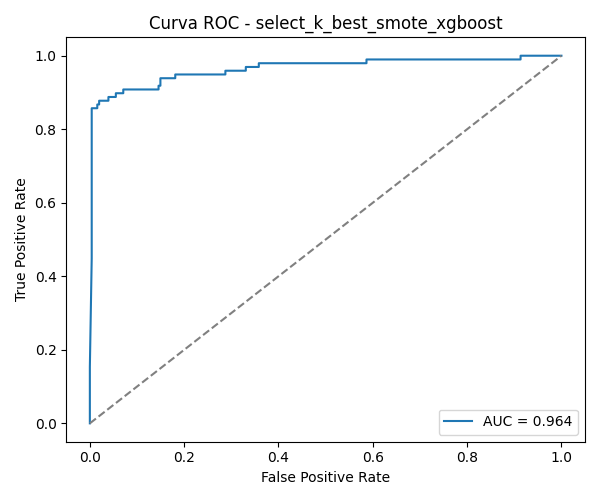 Curva ROC - select_k_best_smote_xgboost
True Positive Rate
1.0
0.8
0.6
0.4
0.2
0.0
AUC = 0.964
0.0 0.2 0.4 0.6 0.8 1.0
False Positive Rate